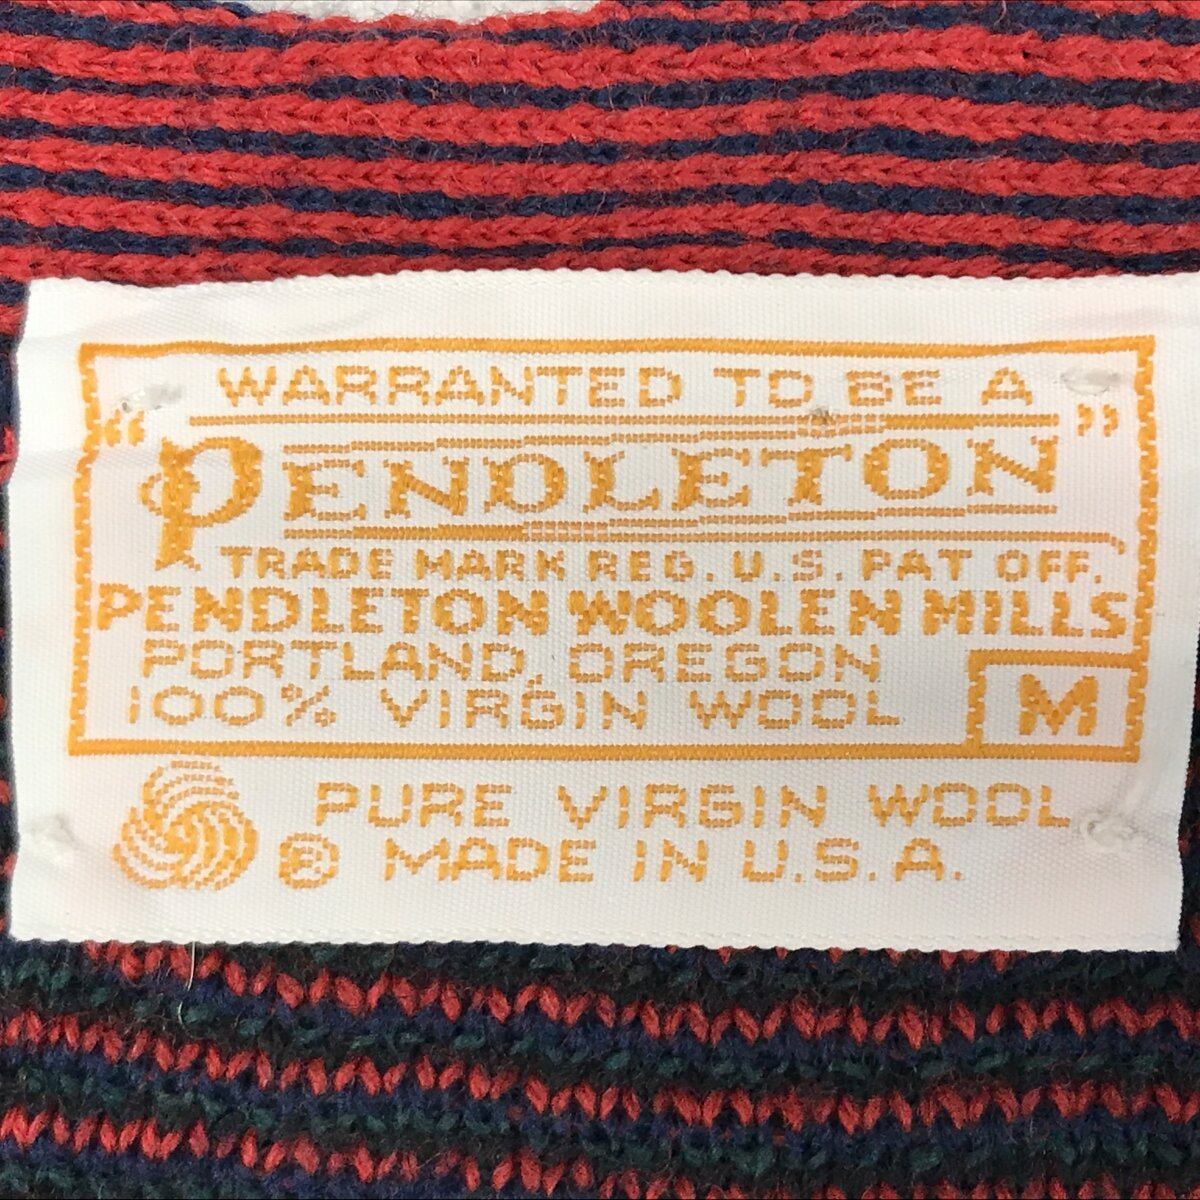 WARRANTED TO BE A
"PENDLETON"
TRADE MARK REG. U.S. PAT OFF.
PENDLETON WOOLEN MILLS
PORTLAND, OREGON
100% VIRGIN WOOL
M
PURE VIRGIN WOOL
® MADE IN U.S.A.